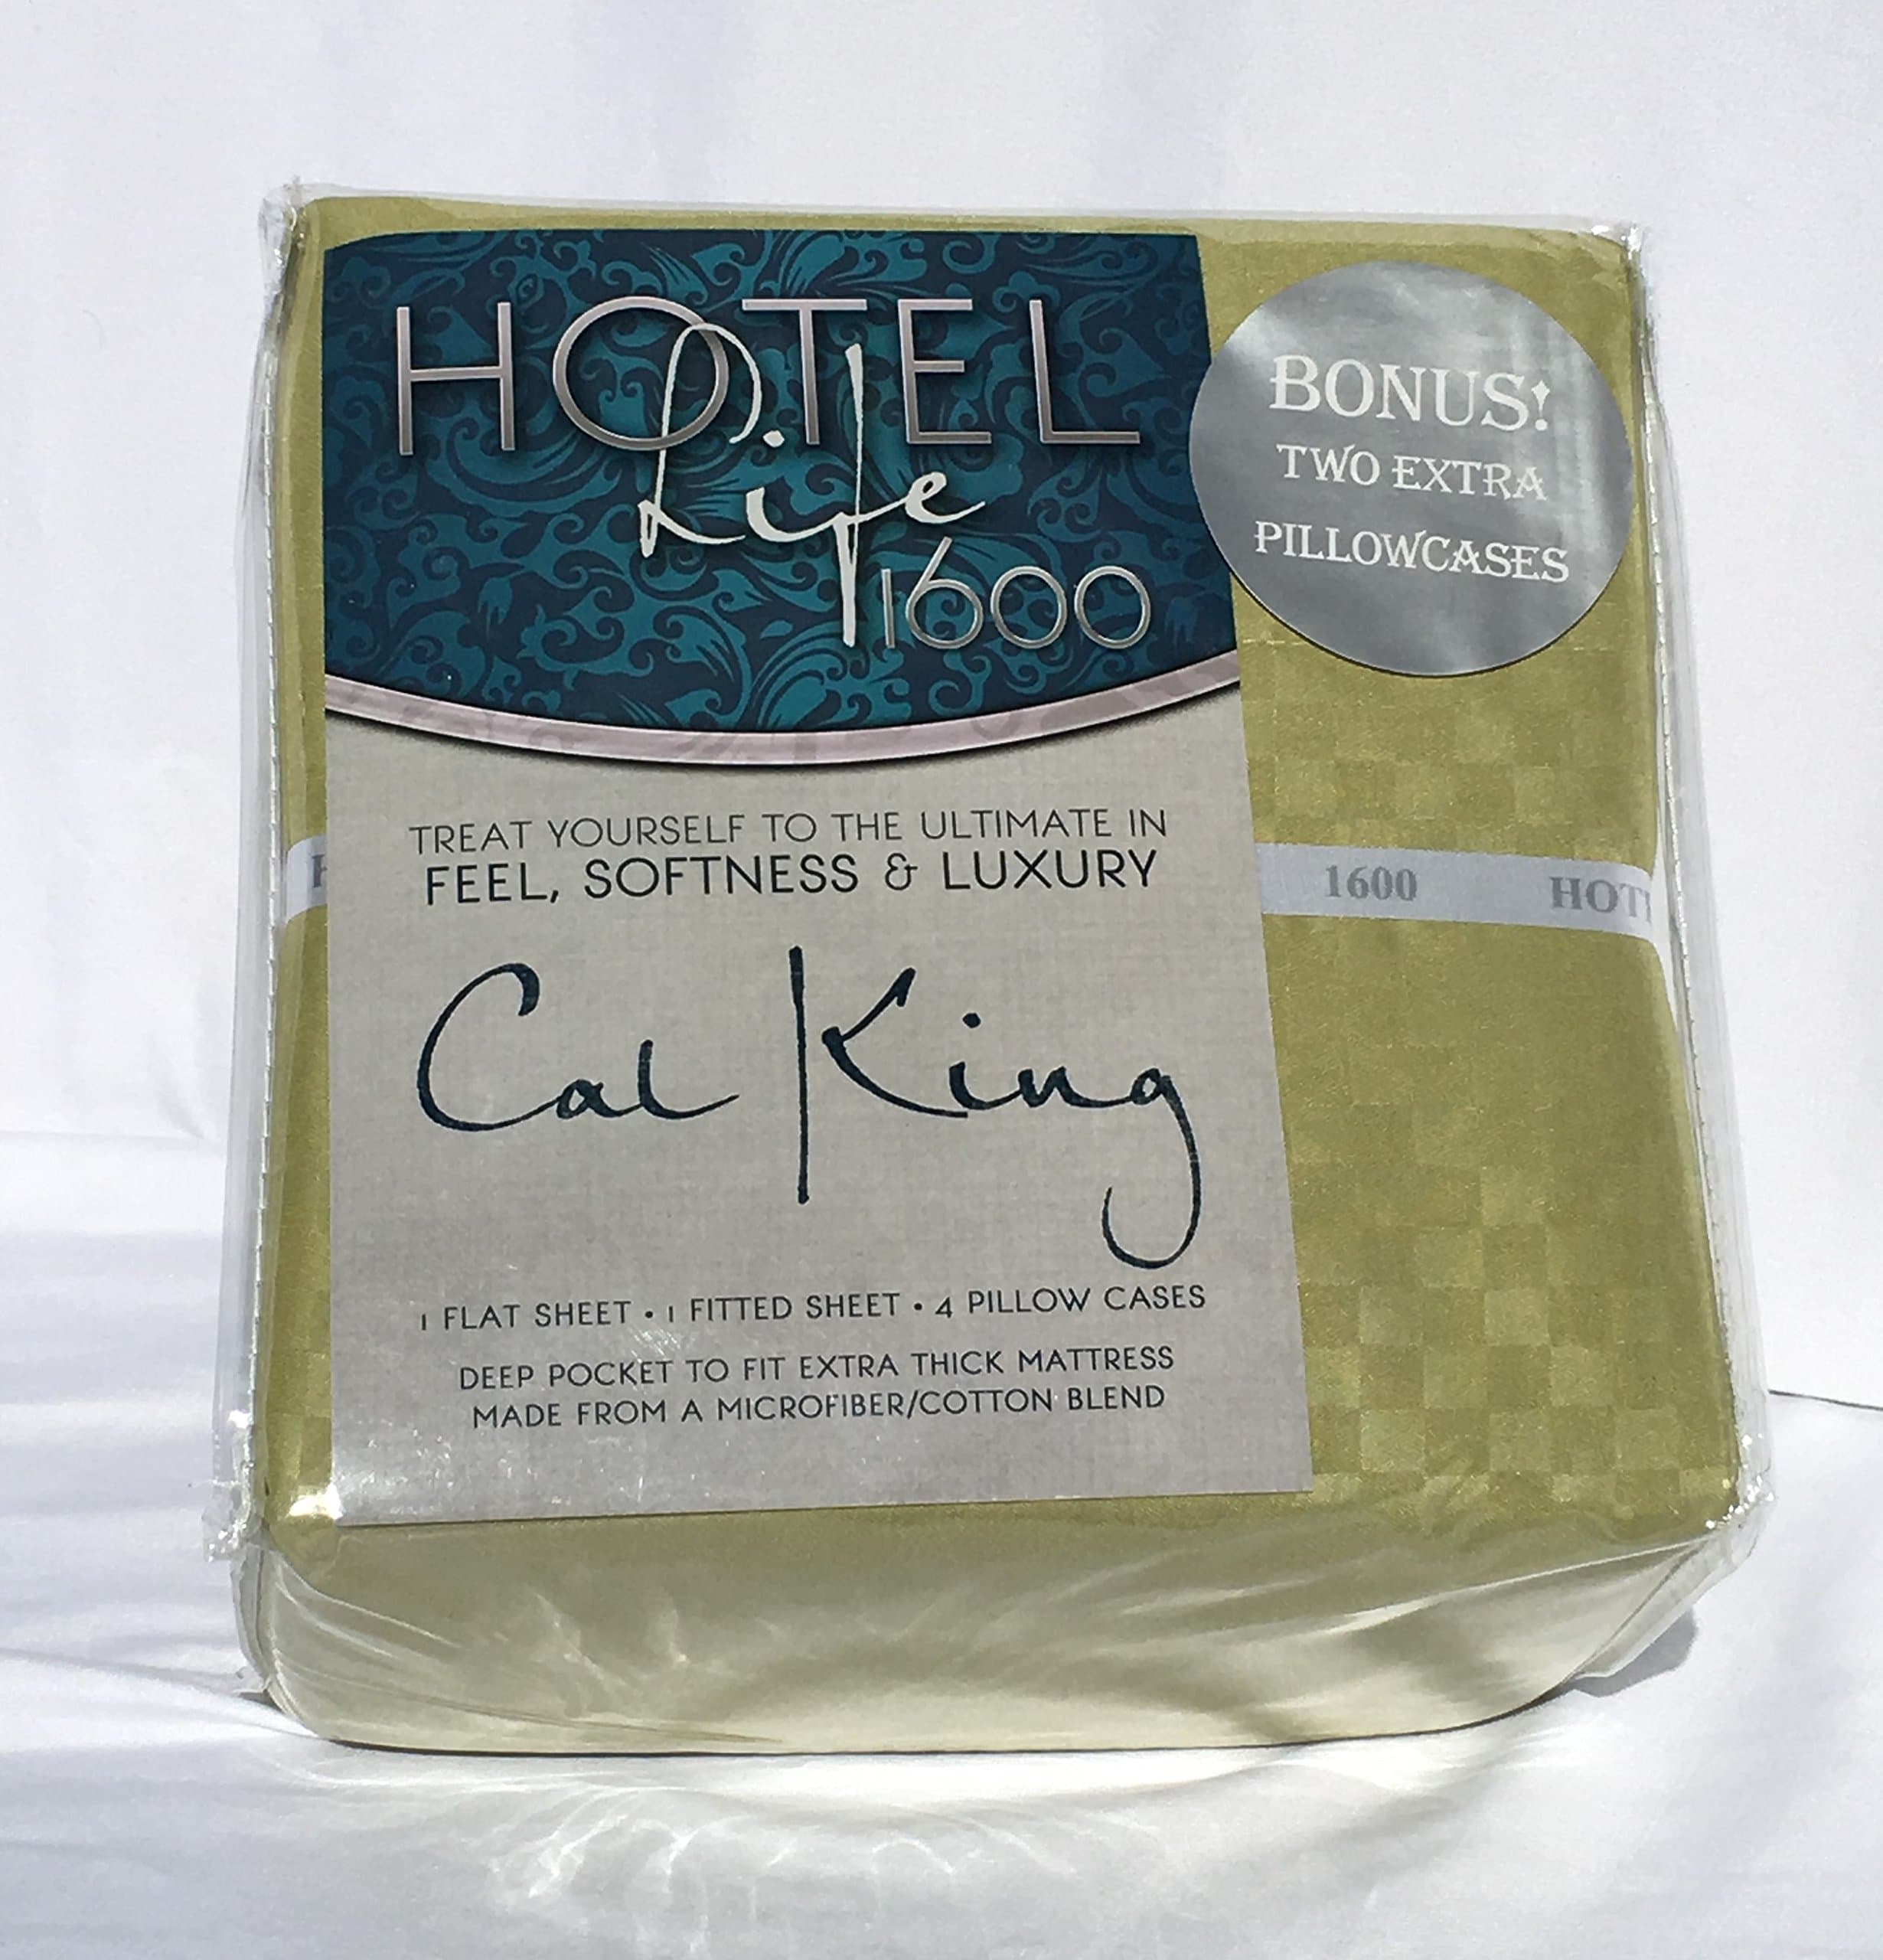 HOTEL
Life
1600
BONUS!
TWO EXTRA
PILLOWCASES
TREAT YOURSELF TO THE ULTIMATE IN
FEEL, SOFTNESS & LUXURY
1600
Cal King
1 FLAT SHEET • 1 FITTED SHEET • 4 PILLOW CASES
DEEP POCKET TO FIT EXTRA THICK MATTRESS
MADE FROM A MICROFIBER/COTTON BLEND